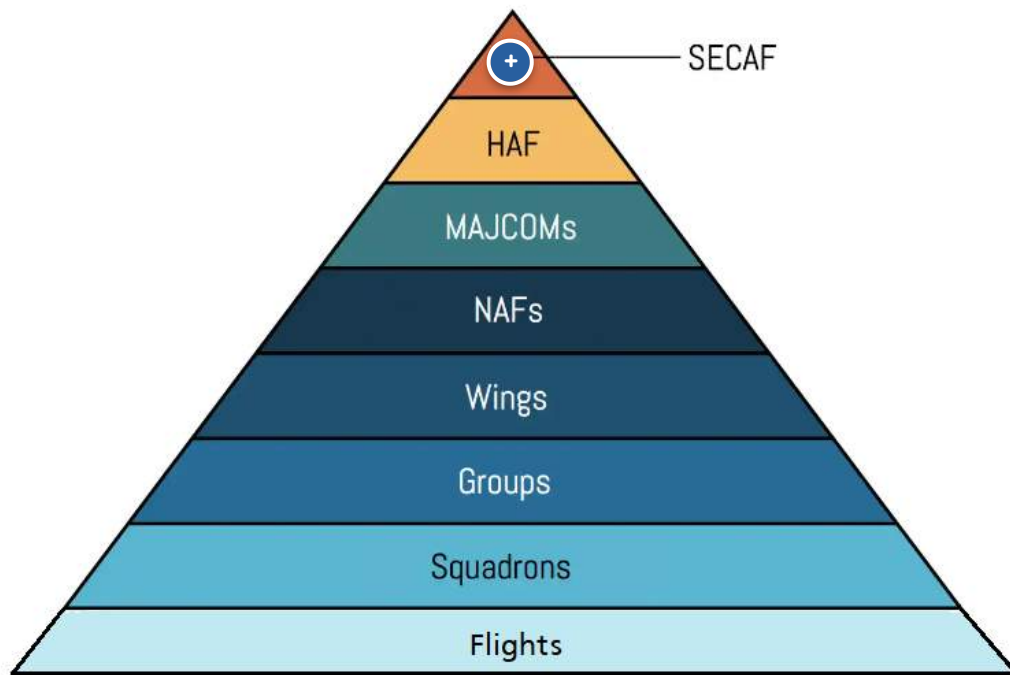 +
SECAF
HAF
MAJCOMs
NAFs
Wings
Groups
Squadrons
Flights